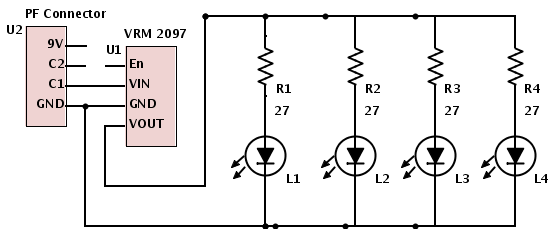 PF Connector
U2
9V
C2
C1
GND
VRM 2097
U1
En
VIN
GND
VOUT
R1
27
R2
27
R3
27
R4
27
L1
L2
L3
L4